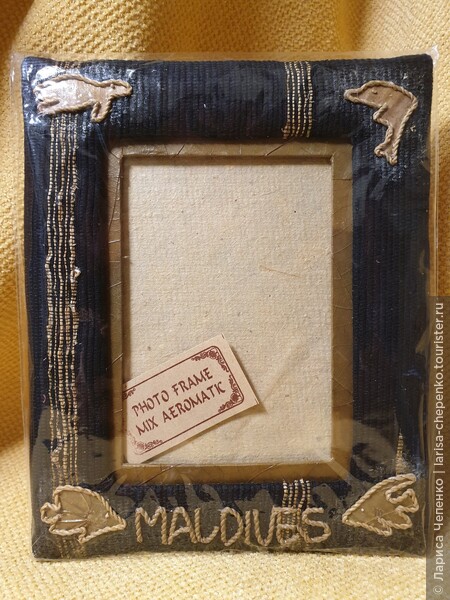 PHOTO FRAME
MIX AEROMATIC
MALDIVES
© Лариса Чепенко | larisa-chepenko.tourister.ru